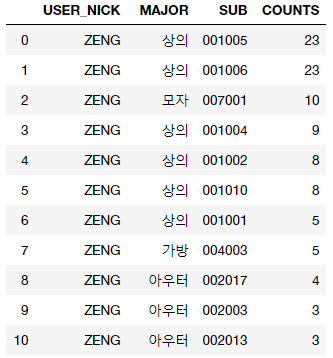 USER_NICK MAJOR SUB COUNTS
0 ZENG 상의 001005 23
1 ZENG 상의 001006 23
2 ZENG 모자 007001 10
3 ZENG 상의 001004 9
4 ZENG 상의 001002 8
5 ZENG 상의 001010 8
6 ZENG 상의 001001 5
7 ZENG 가방 004003 5
8 ZENG 아우터 002017 4
9 ZENG 아우터 002003 3
10 ZENG 아우터 002013 3